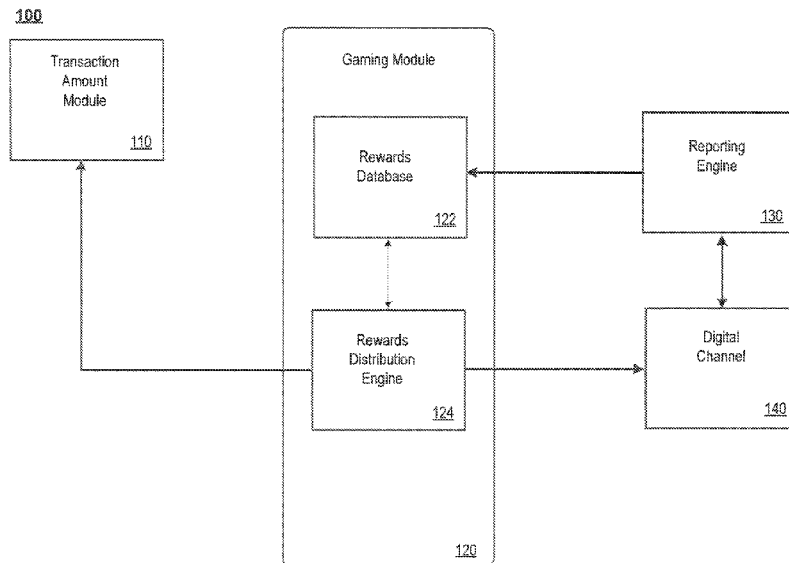 100
Transaction
Amount
Module
110
Gaming Module
Rewards
Database
122
Reporting
Engine
130
Rewards
Distribution
Engine
124
Digital
Channel
140
120